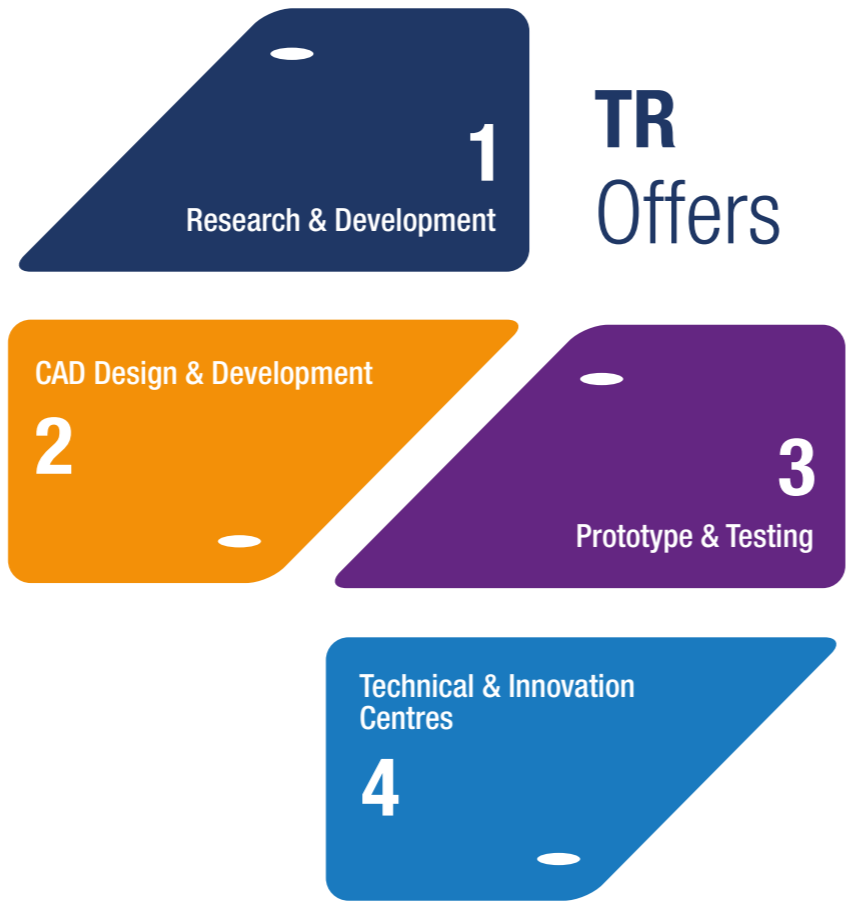 TR
Offers
1
Research & Development
CAD Design & Development
2
3
Prototype & Testing
Technical & Innovation
Centres
4